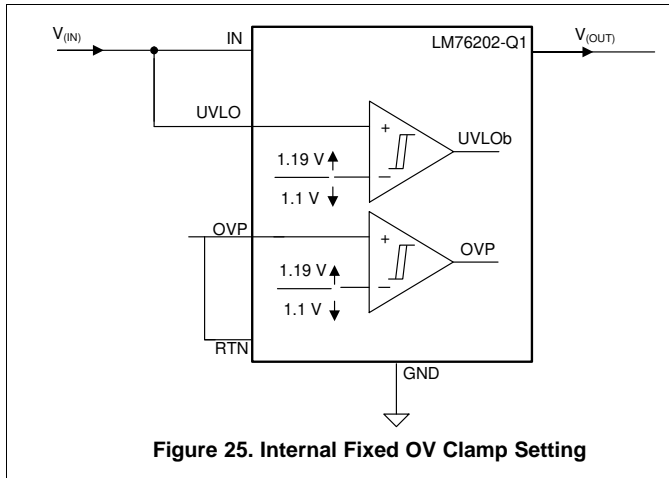 V(IN)
IN
LM76202-Q1
V(OUT)
UVLO
+
UVLOb
1.19 V
−
1.1 V
OVP
+
OVP
1.19 V
−
1.1 V
RTN
GND
Figure 25. Internal Fixed OV Clamp Setting